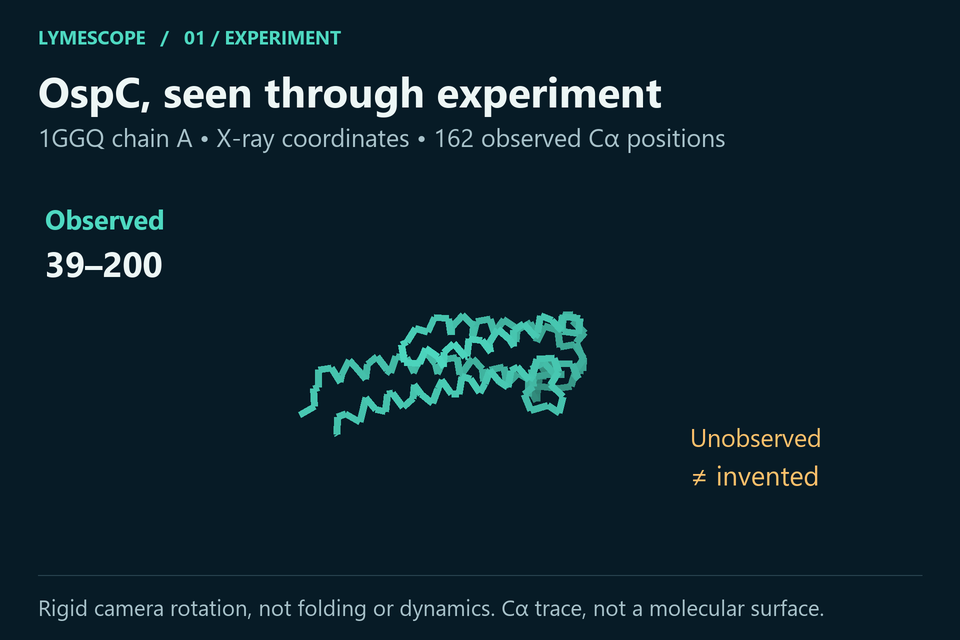 LYMESCOPE / 01 / EXPERIMENT
OspC, seen through experiment
1GGQ chain A • X-ray coordinates • 162 observed Cα positions
Observed
39–200
Unobserved
≠ invented
Rigid camera rotation, not folding or dynamics. Cα trace, not a molecular surface.